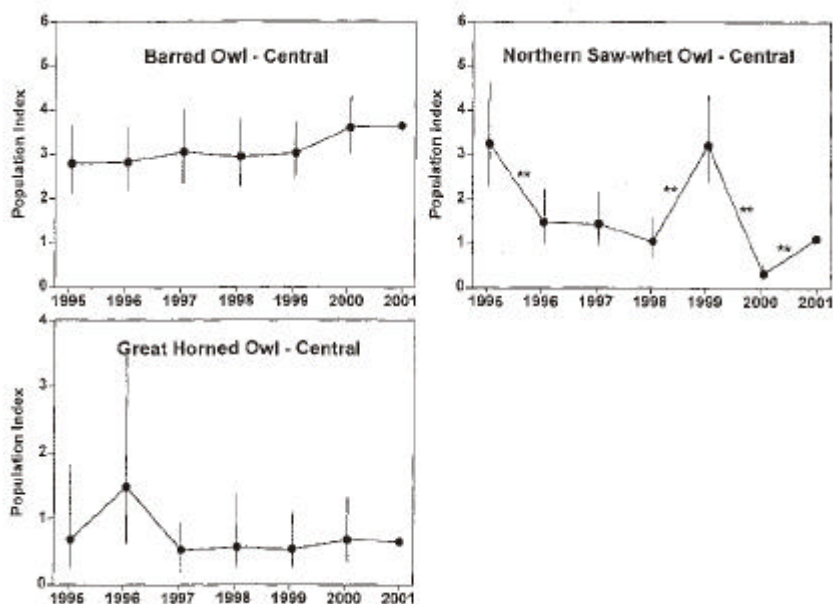 Barred Owl - Central
Population Index
6
5
4
3
2
1
0
1995 1996 1997 1998 1999 2000 2001
Northern Saw-whet Owl - Central
Population Index
6
5
4
3
2
1
0
** ** ** **
1995 1996 1997 1998 1999 2000 2001
Great Horned Owl - Central
Population Index
4
3
2
1
0
1995 1996 1997 1998 1999 2000 2001